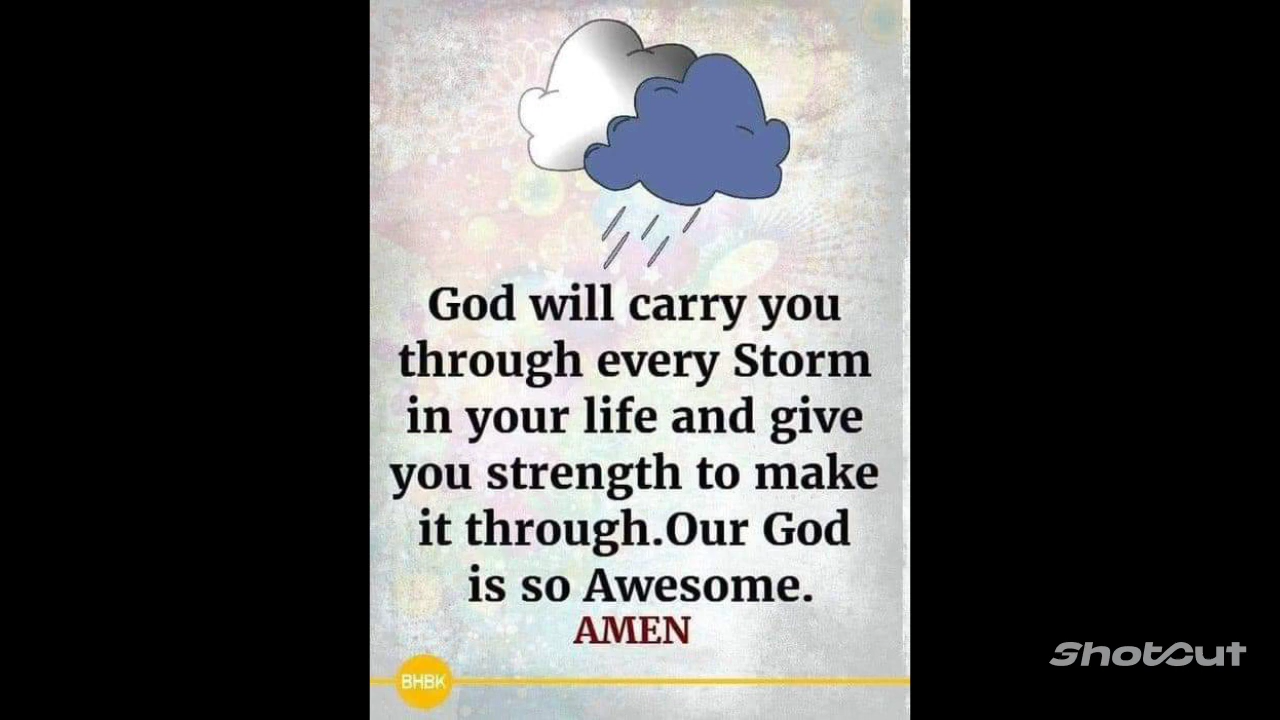 God will carry you
through every Storm
in your life and give
you strength to make
it through.Our God
is so Awesome.
AMEN
BHBK
ShotCut